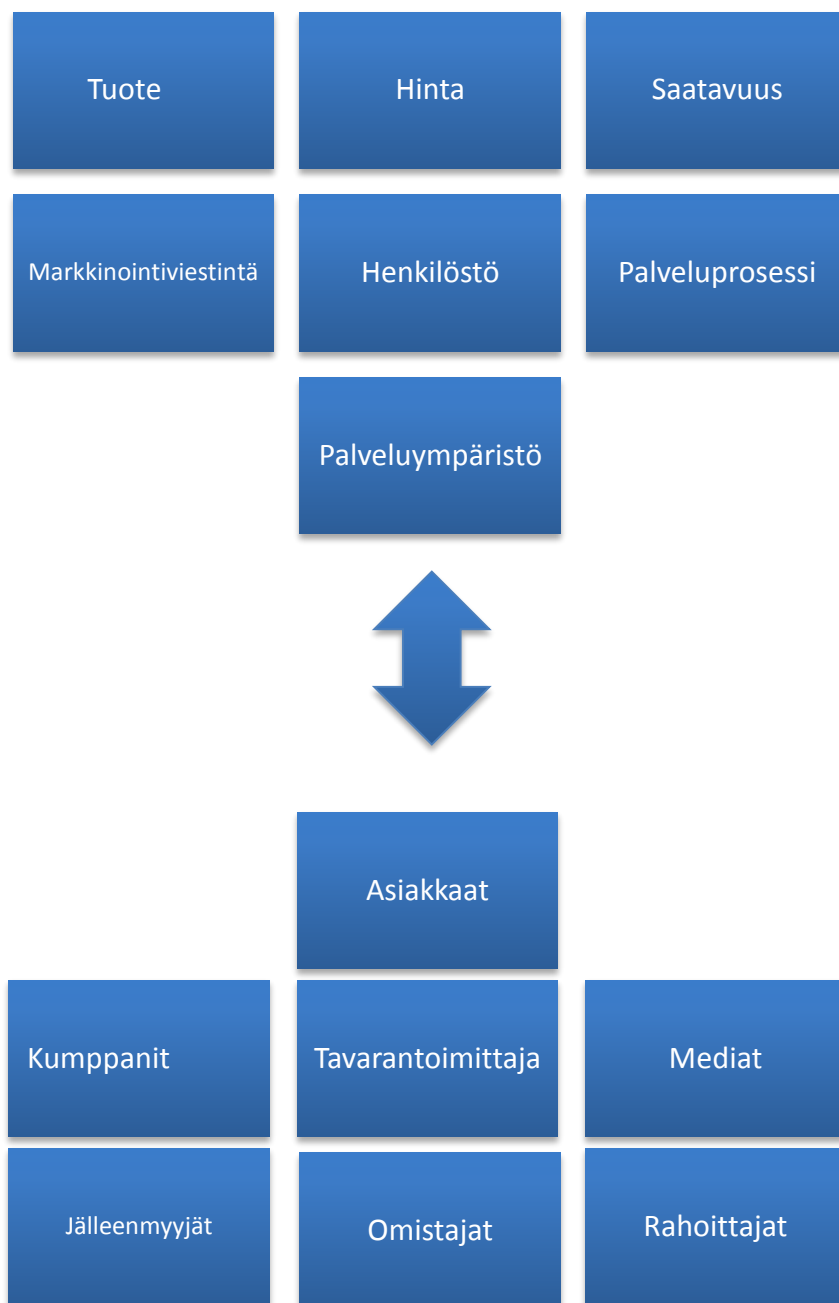 Tuote
Hinta
Saatavuus
Markkinointiviestintä
Henkilöstö
Palveluprosessi
Palveluympäristö
Asiakkaat
Kumppanit
Tavarantoimittaja
Mediat
Jälleenmyyjät
Omistajat
Rahoittajat